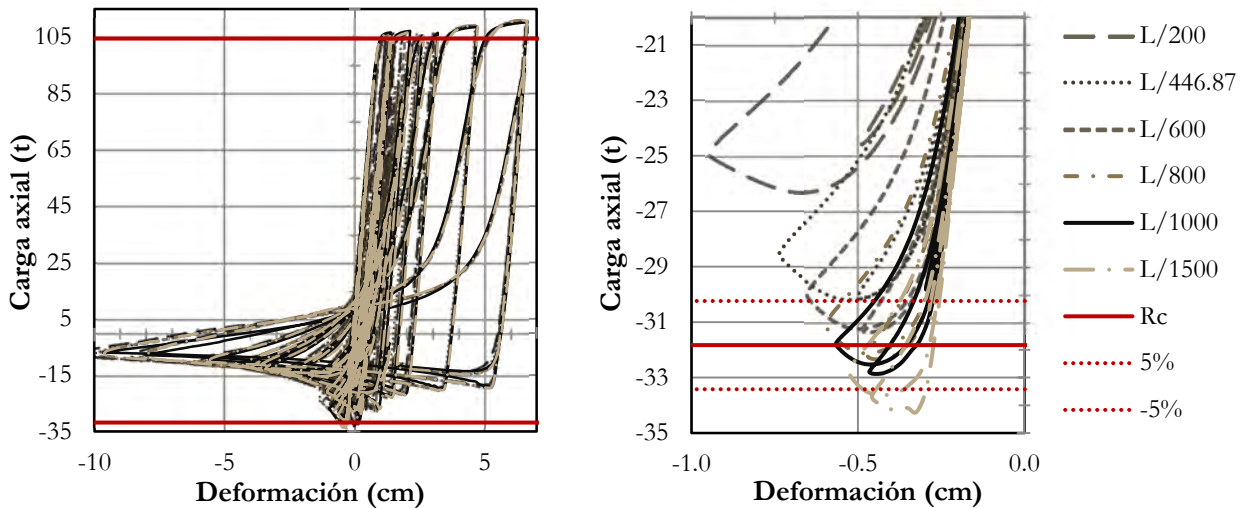 Carga axial (t)
105
85
65
45
25
5
-15
-35
-10
-5
0
5
Deformación (cm)
Carga axial (t)
-21
-23
-25
-27
-29
-31
-33
-35
-1.0
-0.5
0.0
Deformación (cm)
L/200
L/446.87
L/600
L/800
L/1000
L/1500
Rc
5%
-5%